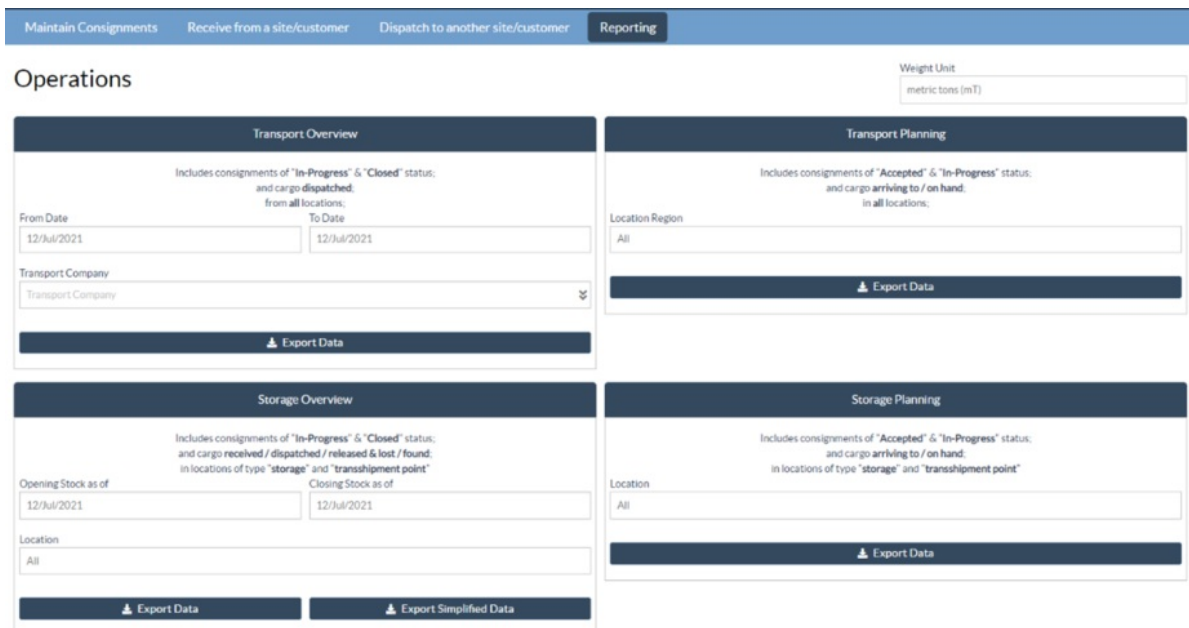 Maintain Consignments Receive from a site/customer Dispatch to another site/customer Reporting
Operations
Weight Unit
metric tons (mT)
Transport Overview
Includes consignments of "In-Progress" & "Closed" status;
and cargo dispatched;
from all locations;
From Date To Date
12/Jul/2021 12/Jul/2021
Transport Company
Transport Company
Export Data
Transport Planning
Includes consignments of "Accepted" & "In-Progress" status;
and cargo arriving to / on hand;
in all locations;
Location Region
All
Export Data
Storage Overview
Includes consignments of "In-Progress" & "Closed" status;
and cargo received / dispatched / released & lost / found;
in locations of type "storage" and "transshipment point"
Opening Stock as of Closing Stock as of
12/Jul/2021 12/Jul/2021
Location
All
Export Data Export Simplified Data
Storage Planning
Includes consignments of "Accepted" & "In-Progress" status;
and cargo arriving to / on hand;
in locations of type "storage" and "transshipment point"
Location
All
Export Data